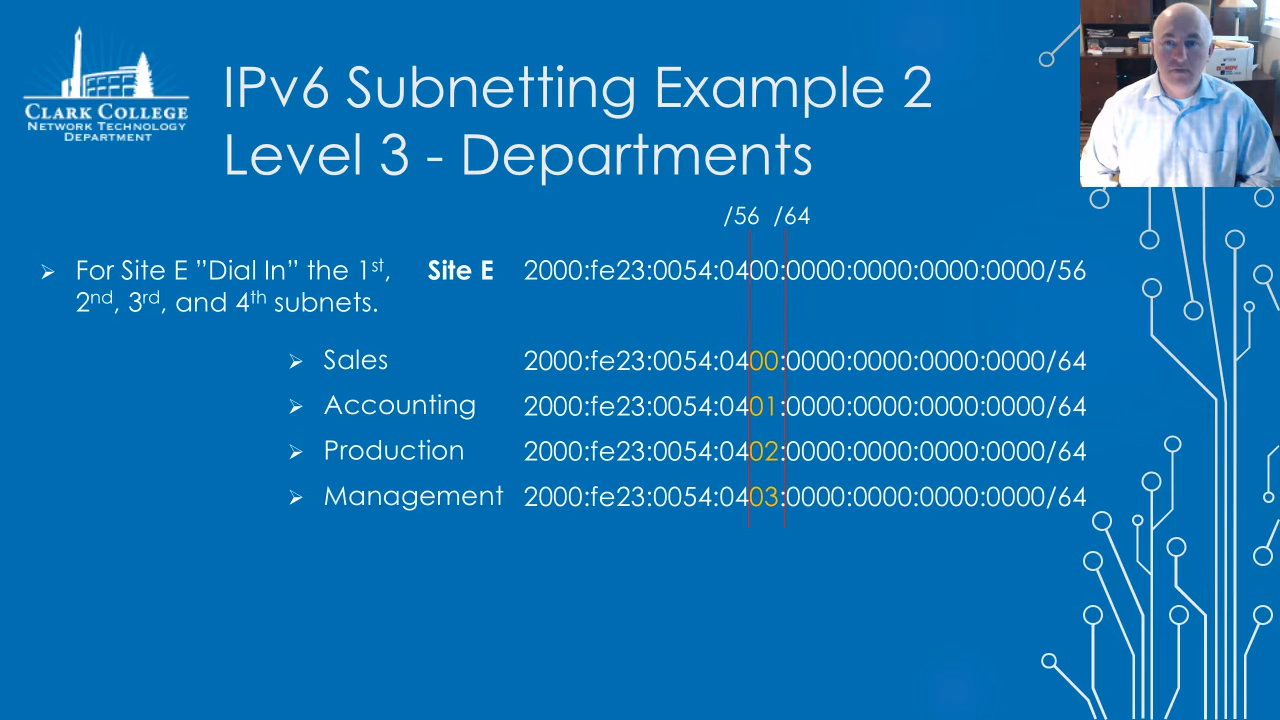 CLARK COLLEGE
NETWORK TECHNOLOGY
DEPARTMENT
IPv6 Subnetting Example 2
Level 3 - Departments
/56 /64
For Site E ”Dial In” the 1st,
2nd, 3rd, and 4th subnets.
Site E 2000:fe23:0054:0400:0000:0000:0000:0000/56
Sales 2000:fe23:0054:0400:0000:0000:0000:0000/64
Accounting 2000:fe23:0054:0401:0000:0000:0000:0000/64
Production 2000:fe23:0054:0402:0000:0000:0000:0000/64
Management 2000:fe23:0054:0403:0000:0000:0000:0000/64